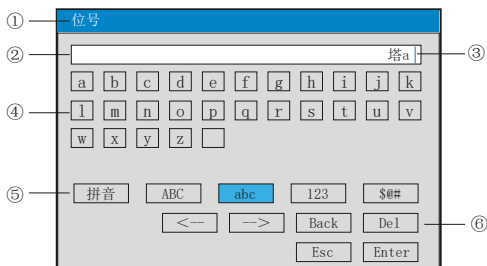 ① 位号
② 塔a ③
a b c d e f g h i j k
④ l m n o p q r s t u v
w x y z
⑤ 拼音 ABC abc 123 $@#
<-- --> Back Del ⑥
Esc Enter